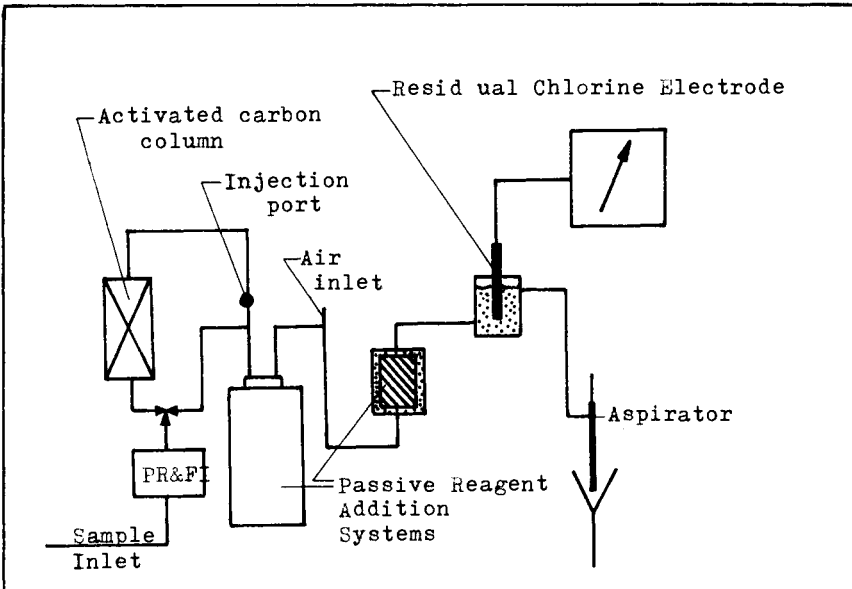 Resid ual Chlorine Electrode
Activated carbon
column
Injection
port
Air
inlet
Aspirator
PR&FI
Passive Reagent
Addition
Systems
Sample
Inlet